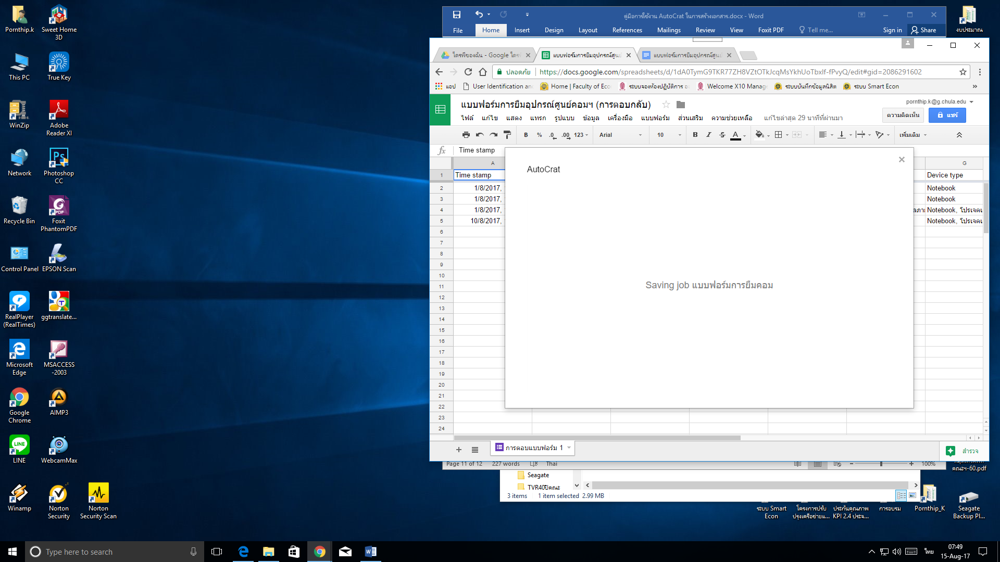 Pornthip.k
Sweet Home 3D
This PC
True Key
WinZip
Adobe Reader XI
Network
Photoshop CC
Recycle Bin
Foxit PhantomPDF
Control Panel
EPSON Scan
RealPlayer (RealTimes)
ggtranslate...
Microsoft Edge
MSACCESS -2003
Google Chrome
AIMP3
LINE
WebcamMax
Winamp
Norton Security
Norton Security Scan
คู่มือการใช้งาน AutoCrat ในการสร้างเอกสาร.docx - Word
File Home Insert Design Layout References Mailings Review View Foxit PDF Tell me... Sign in Share
งบประมาณ
ไดรฟ์ของฉัน - Google ไดรฟ์
แบบฟอร์มการยืมอุปกรณ์ศูนย์
แบบฟอร์มการยืมอุปกรณ์ศูนย์
ปลอดภัย https://docs.google.com/spreadsheets/d/1dA0TymG9TKR77ZH8VZtOTkJcqMsYkhUoTbxlf-fPvyQ/edit#gid=2086291602
แอป User Identification and Home | Faculty of Eco ระบบจองห้องปฏิบัติการ Welcome X10 Manag ระบบบันทึกข้อมูลนิสิต ระบบ Smart Econ »
แบบฟอร์มการยืมอุปกรณ์ศูนย์คอมฯ (การตอบกลับ)
pornthip.k@g.chula.edu
ไฟล์ แก้ไข แสดง แทรก รูปแบบ ข้อมูล เครื่องมือ แบบฟอร์ม ส่วนเสริม ความช่วยเหลือ แก้ไขล่าสุด 29 นาทีที่ผ่านมา
ความคิดเห็น แชร์
B % .0 .00 123 Arial 10 B I S A เพิ่มเติม
fx Time stamp
A G
1 Time stamp Device type
2 1/8/2017, Notebook
3 1/8/2017, Notebook
4 1/8/2017, Notebook, โปรเจคเ
5 10/8/2017, Notebook, โปรเจคเ
6
7
8
9
10
11
12
13
14
15
16
17
18
19
20
21
22
23
24
AutoCrat
Saving job แบบฟอร์มการยืมคอม
การตอบแบบฟอร์ม 1
สำรวจ
Page 11 of 12 227 words Thai 100%
คณะฯ-60.pdf
Seagate
TVR40ปีคณะ
3 items 1 item selected 2.99 MB
ระบบ Smart Econ
โครงการปรับปรุงเครือข่ายแ...
ประกันคุณภาพ KPI 2.4 ประจ...
การอบรม
Pornthip_K
Seagate Backup Pl...
Type here to search
ไทย
07:49
15-Aug-17